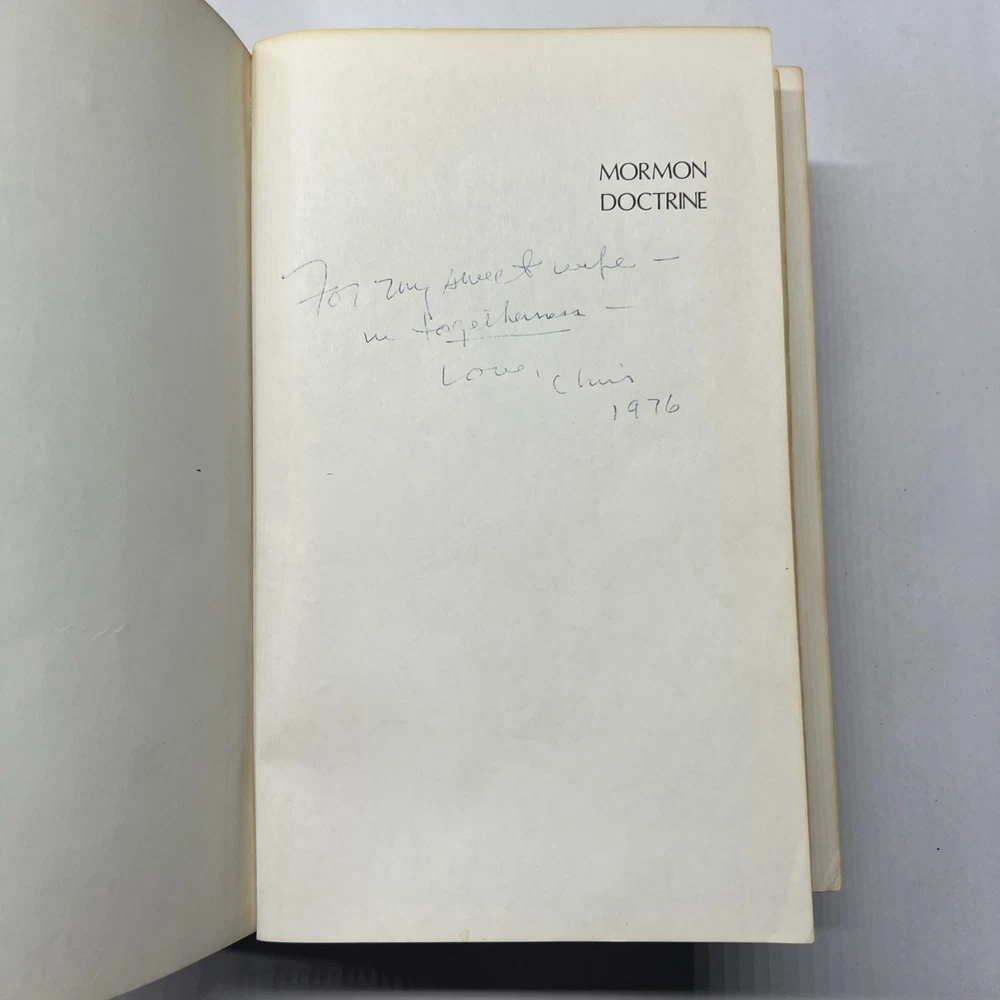 MORMON
DOCTRINE
For my sweet wife —
in togetherness —
Love, Chris
1976